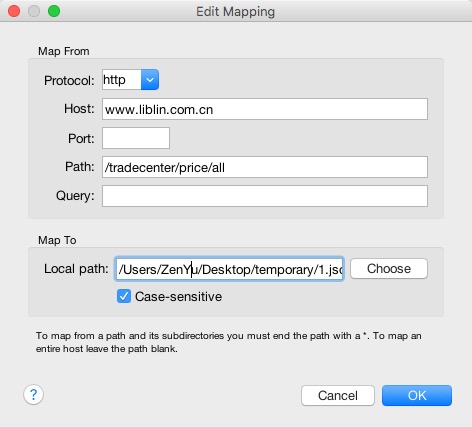 Edit Mapping
Map From
Protocol: http
Host: www.liblin.com.cn
Port:
Path: /tradecenter/price/all
Query:
Map To
Local path: /Users/ZenYu/Desktop/temporary/1.jso Choose
Case-sensitive
To map from a path and its subdirectories you must end the path with a *. To map an
entire host leave the path blank.
? Cancel OK